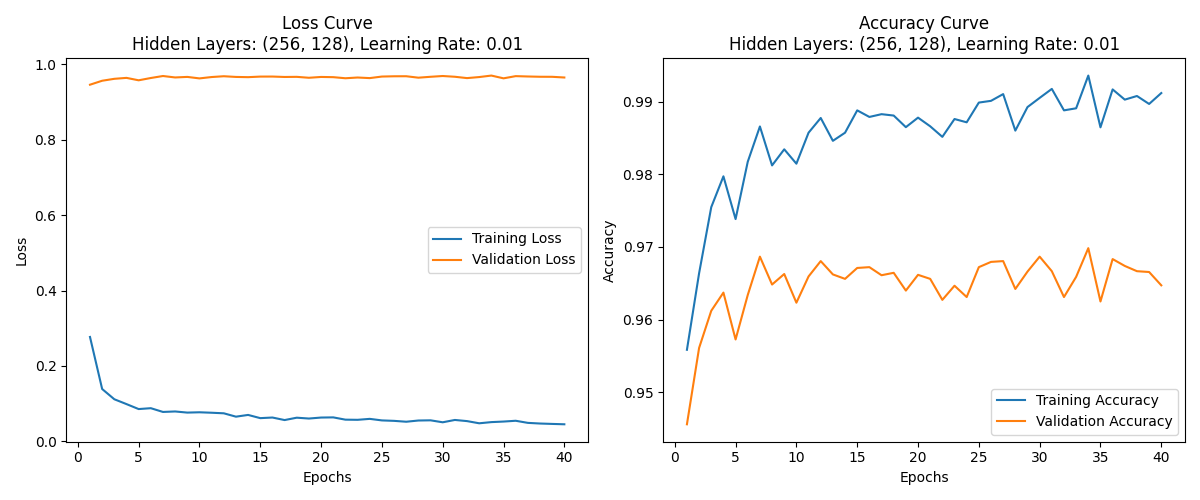 Loss Curve
Hidden Layers: (256, 128), Learning Rate: 0.01
1.0
0.8
0.6
0.4
0.2
0.0
Loss
Training Loss
Validation Loss
0 5 10 15 20 25 30 35 40
Epochs
Accuracy Curve
Hidden Layers: (256, 128), Learning Rate: 0.01
0.99
0.98
0.97
0.96
0.95
Accuracy
Training Accuracy
Validation Accuracy
0 5 10 15 20 25 30 35 40
Epochs